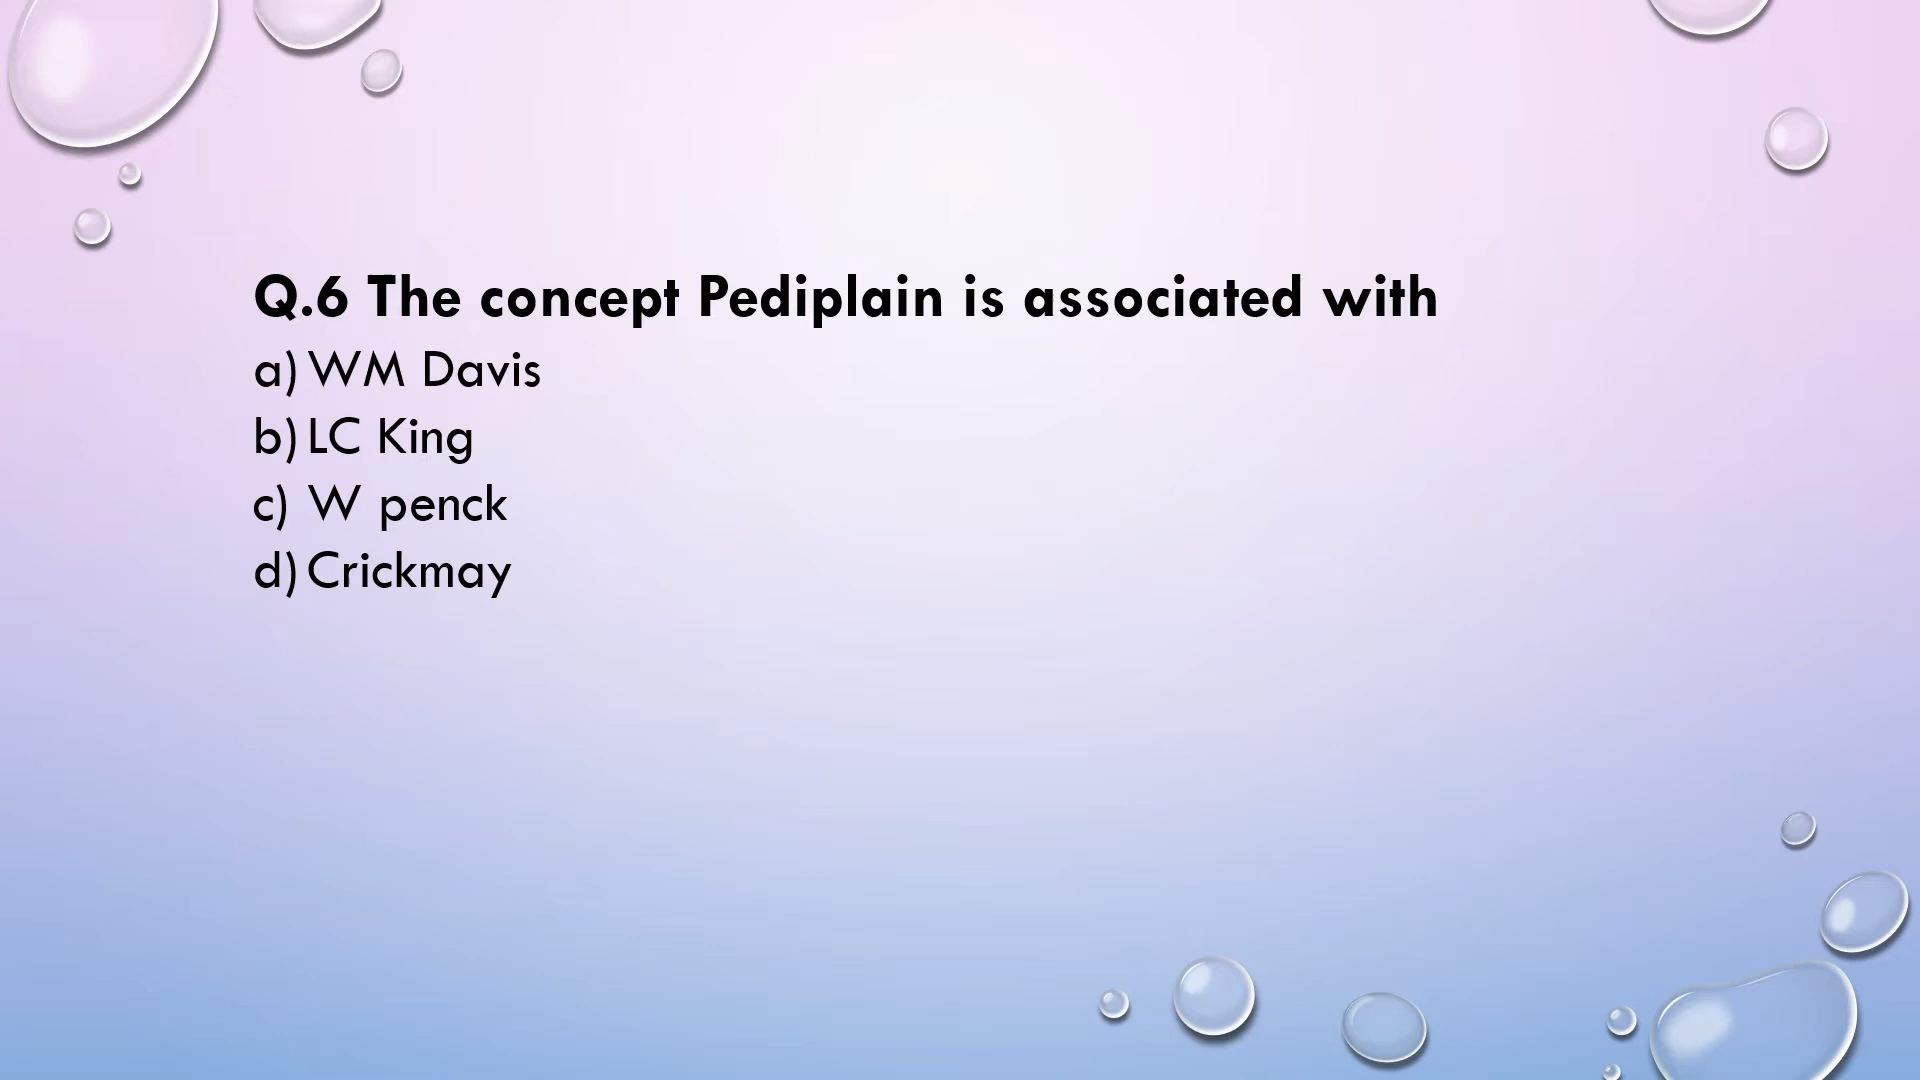 Q.6 The concept Pediplain is associated with
a) WM Davis
b) LC King
c) W penck
d) Crickmay